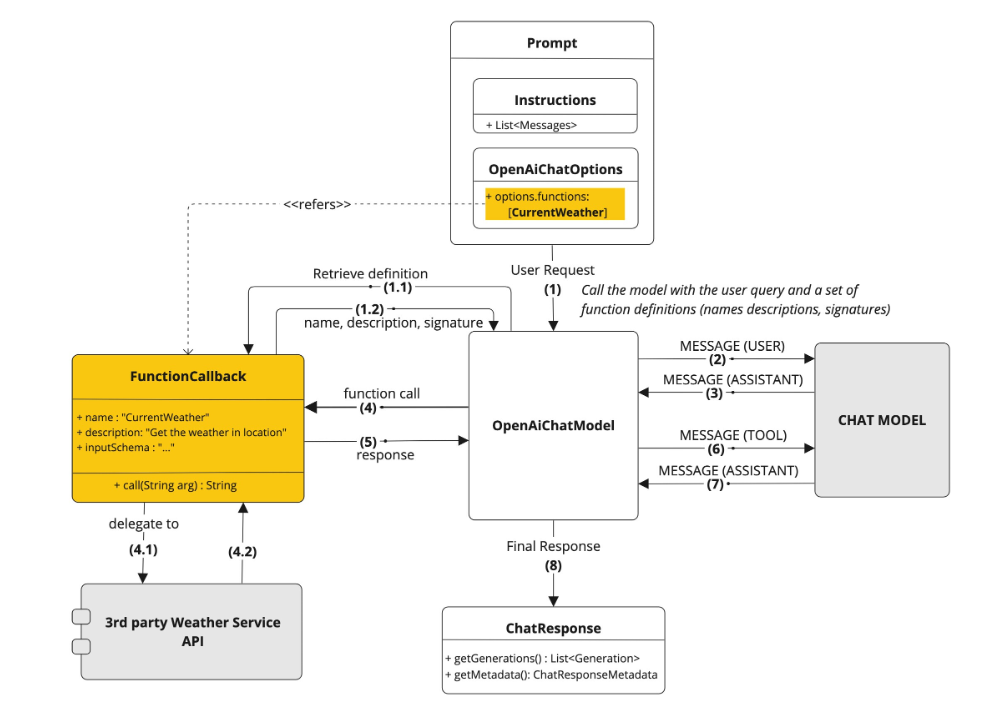 Prompt
Instructions
+ List<Messages>
OpenAiChatOptions
+ options.functions:
[CurrentWeather]
<<refers>>
User Request
(1)
Call the model with the user query and a set of
function definitions (names descriptions, signatures)
Retrieve definition
(1.1)
(1.2)
name, description, signature
FunctionCallback
+ name : "CurrentWeather"
+ description: "Get the weather in location"
+ inputSchema : "..."
+ call(String arg) : String
function call
(4)
(5)
response
OpenAiChatModel
MESSAGE (USER)
(2)
MESSAGE (ASSISTANT)
(3)
MESSAGE (TOOL)
(6)
MESSAGE (ASSISTANT)
(7)
CHAT MODEL
delegate to
(4.1)
(4.2)
3rd party Weather Service
API
Final Response
(8)
ChatResponse
+ getGenerations() : List<Generation>
+ getMetadata(): ChatResponseMetadata